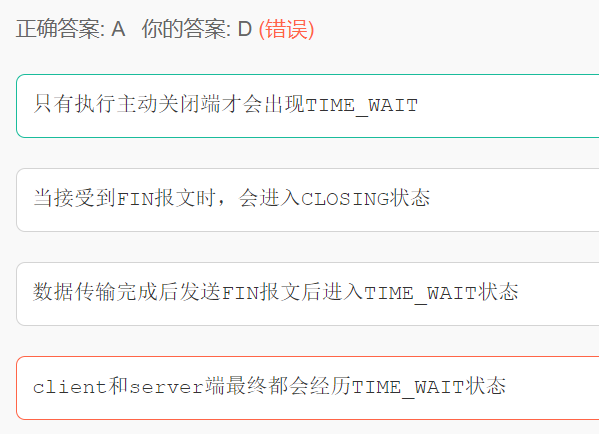 正确答案: A 你的答案: D (错误)
只有执行主动关闭端才会出现TIME_WAIT
当接受到FIN报文时，会进入CLOSING状态
数据传输完成后发送FIN报文后进入TIME_WAIT状态
client和server端最终都会经历TIME_WAIT状态